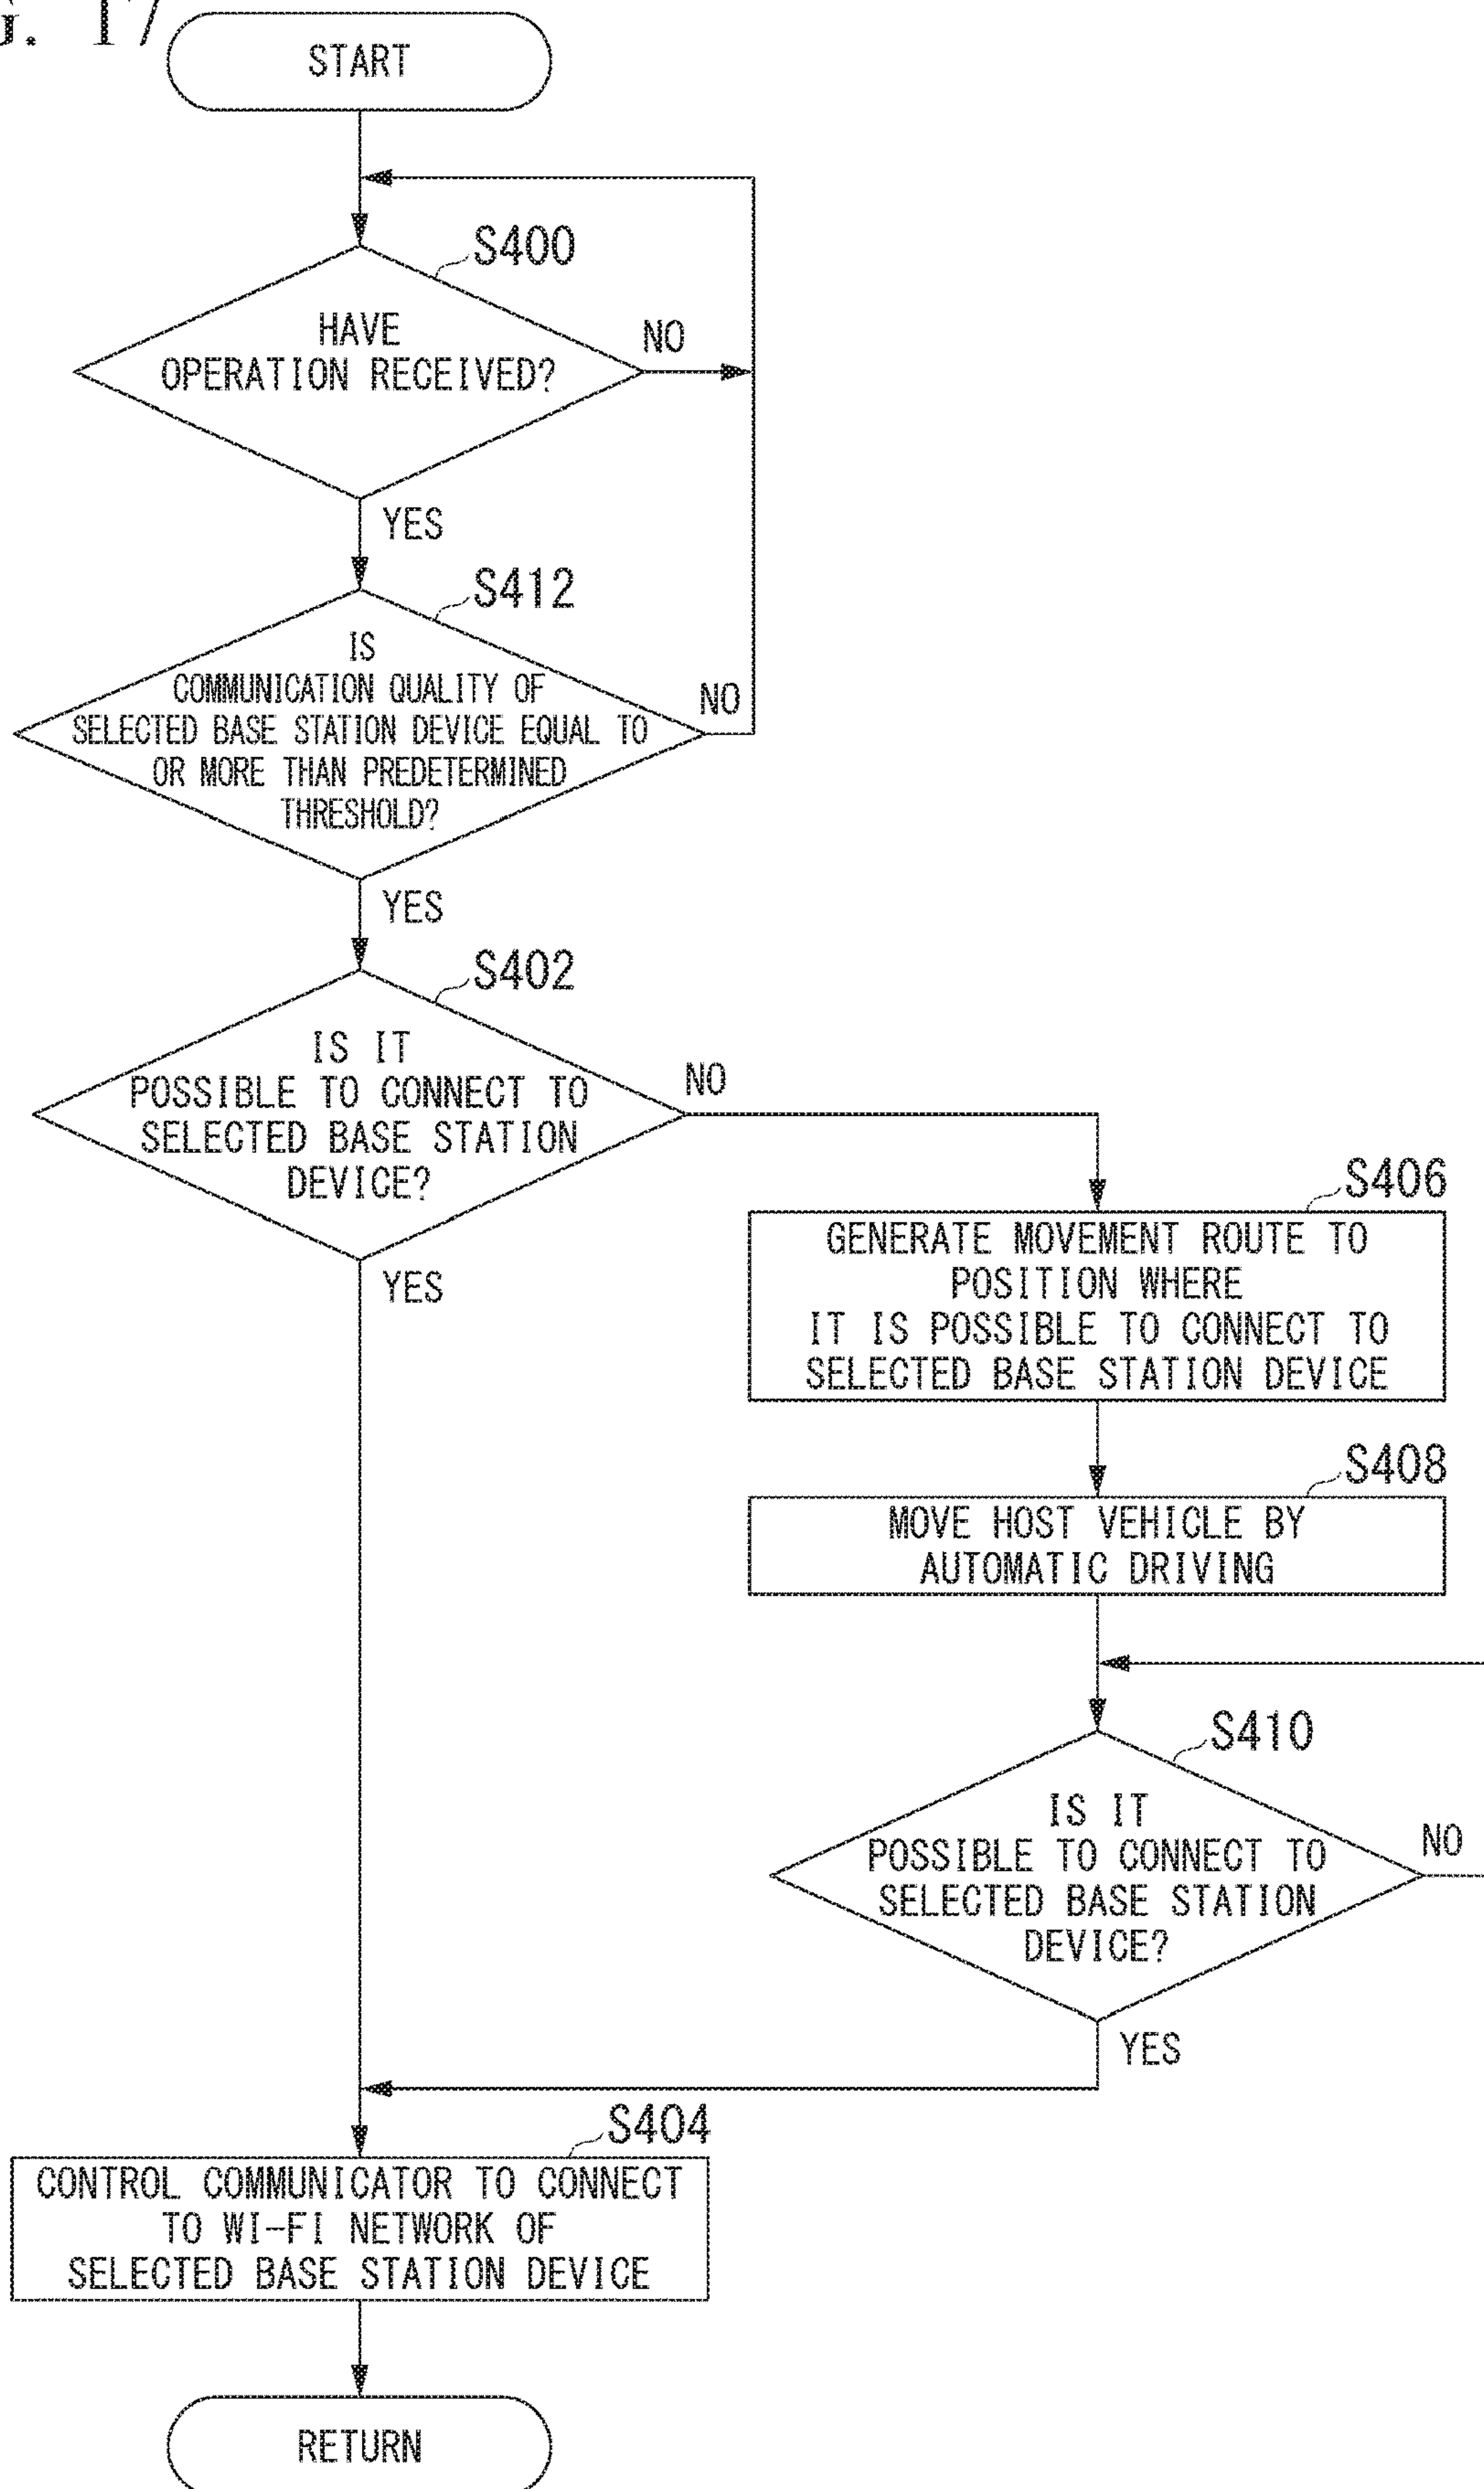 G. 17
START
S400
HAVE
OPERATION RECEIVED?
NO
YES
S412
IS
COMMUNICATION QUALITY OF
SELECTED BASE STATION DEVICE EQUAL TO
OR MORE THAN PREDETERMINED
THRESHOLD?
NO
YES
S402
IS IT
POSSIBLE TO CONNECT TO
SELECTED BASE STATION
DEVICE?
NO
YES
S406
GENERATE MOVEMENT ROUTE TO
POSITION WHERE
IT IS POSSIBLE TO CONNECT TO
SELECTED BASE STATION DEVICE
S408
MOVE HOST VEHICLE BY
AUTOMATIC DRIVING
S410
IS IT
POSSIBLE TO CONNECT TO
SELECTED BASE STATION
DEVICE?
NO
YES
S404
CONTROL COMMUNICATOR TO CONNECT
TO WI-FI NETWORK OF
SELECTED BASE STATION DEVICE
RETURN